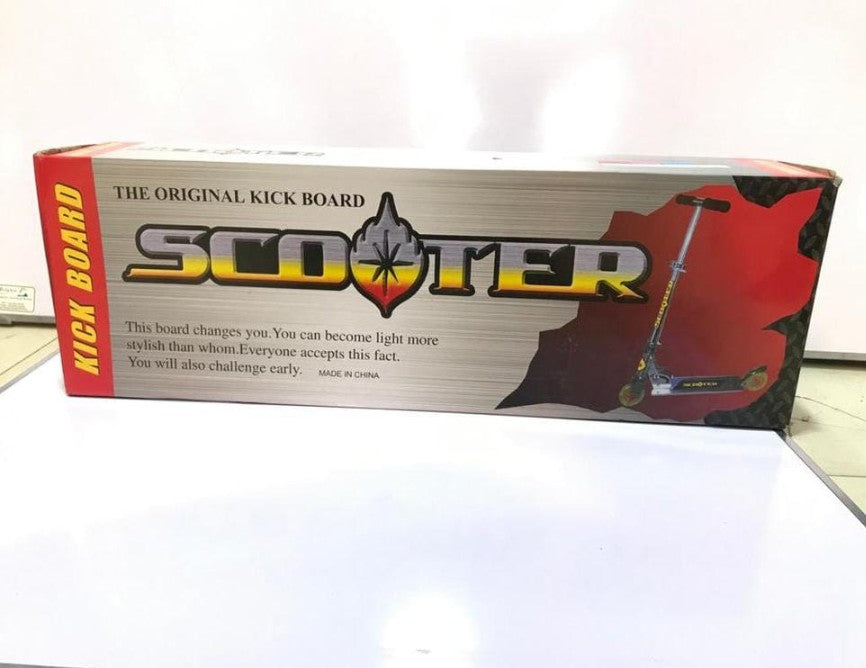 KICK BOARD
THE ORIGINAL KICK BOARD
SCOOTER
This board changes you.You can become light more
stylish than whom.Everyone accepts this fact.
You will also challenge early. MADE IN CHINA
SCOOTER